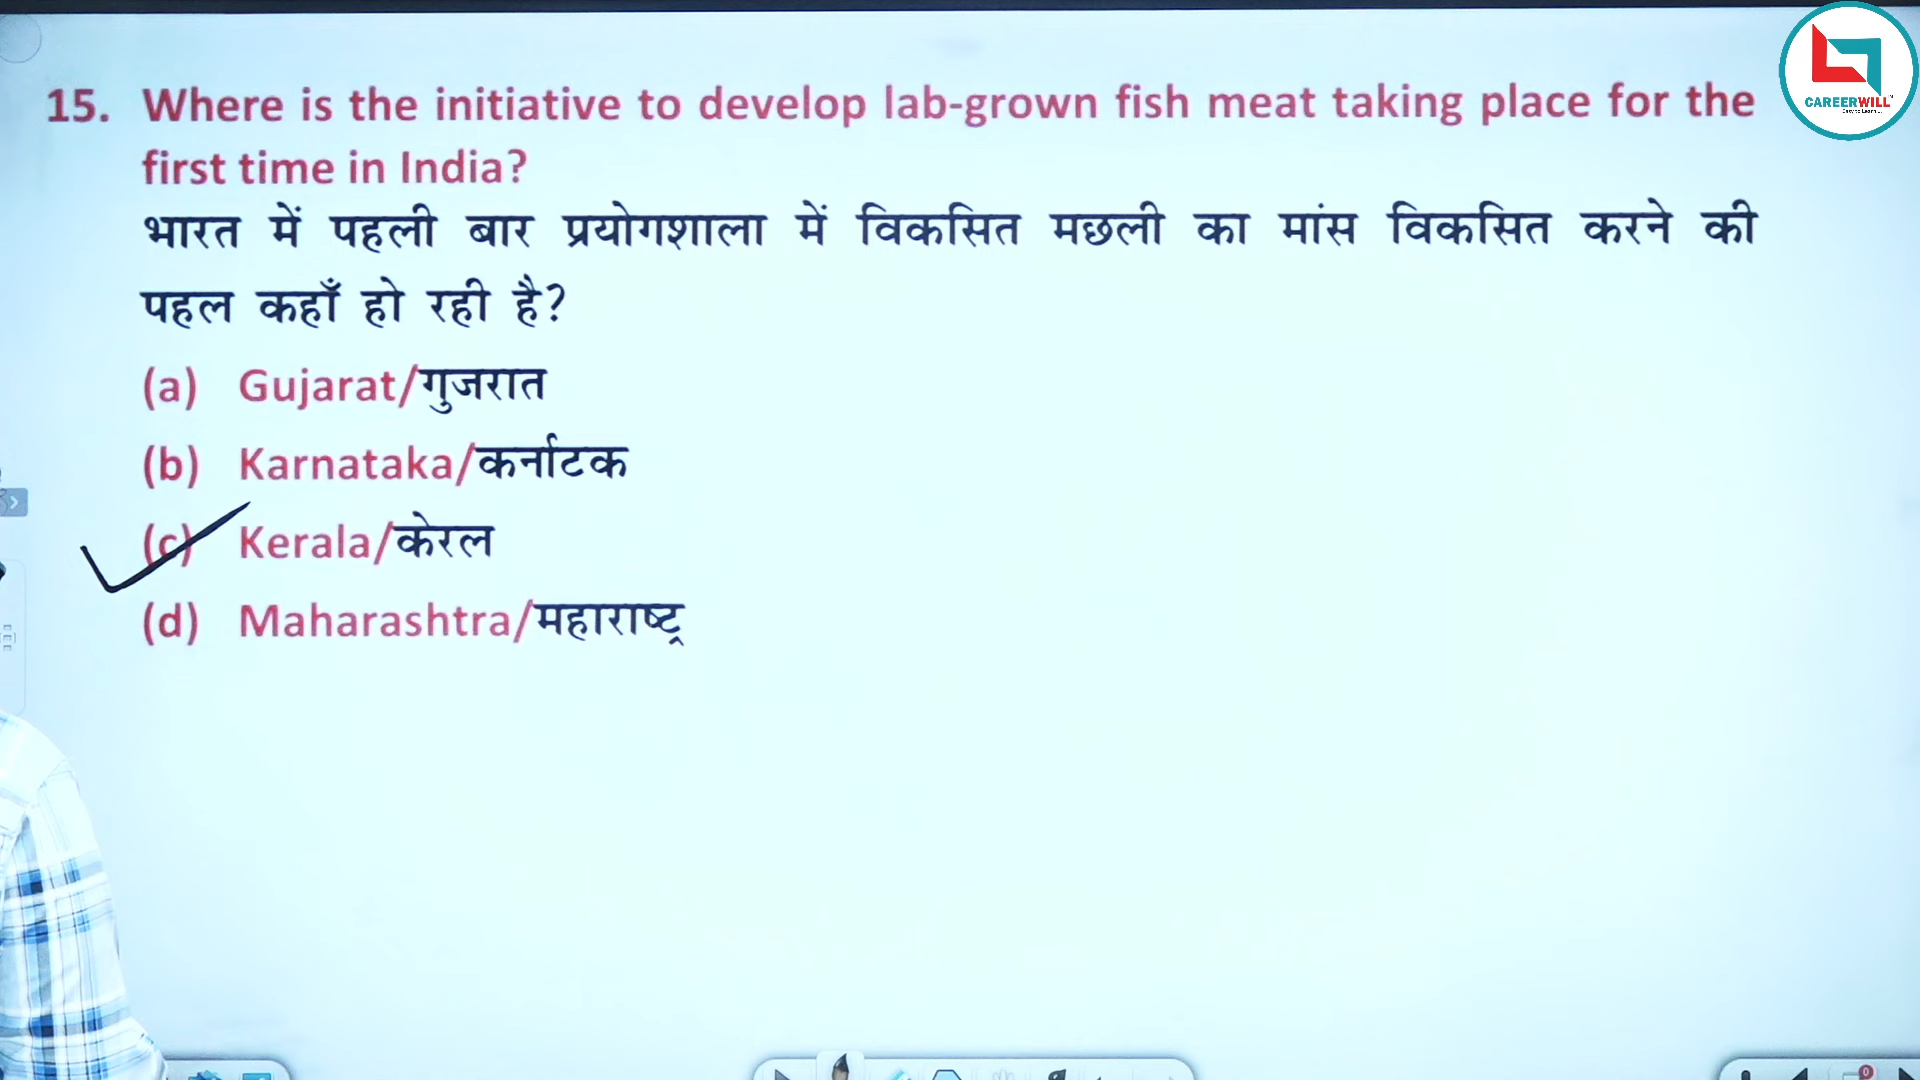 CAREERWILL
15. Where is the initiative to develop lab-grown fish meat taking place for the
first time in India?
भारत में पहली बार प्रयोगशाला में विकसित मछली का मांस विकसित करने की
पहल कहाँ हो रही है?
(a) Gujarat/गुजरात
(b) Karnataka/कर्नाटक
(c) Kerala/केरल
(d) Maharashtra/महाराष्ट्र
0